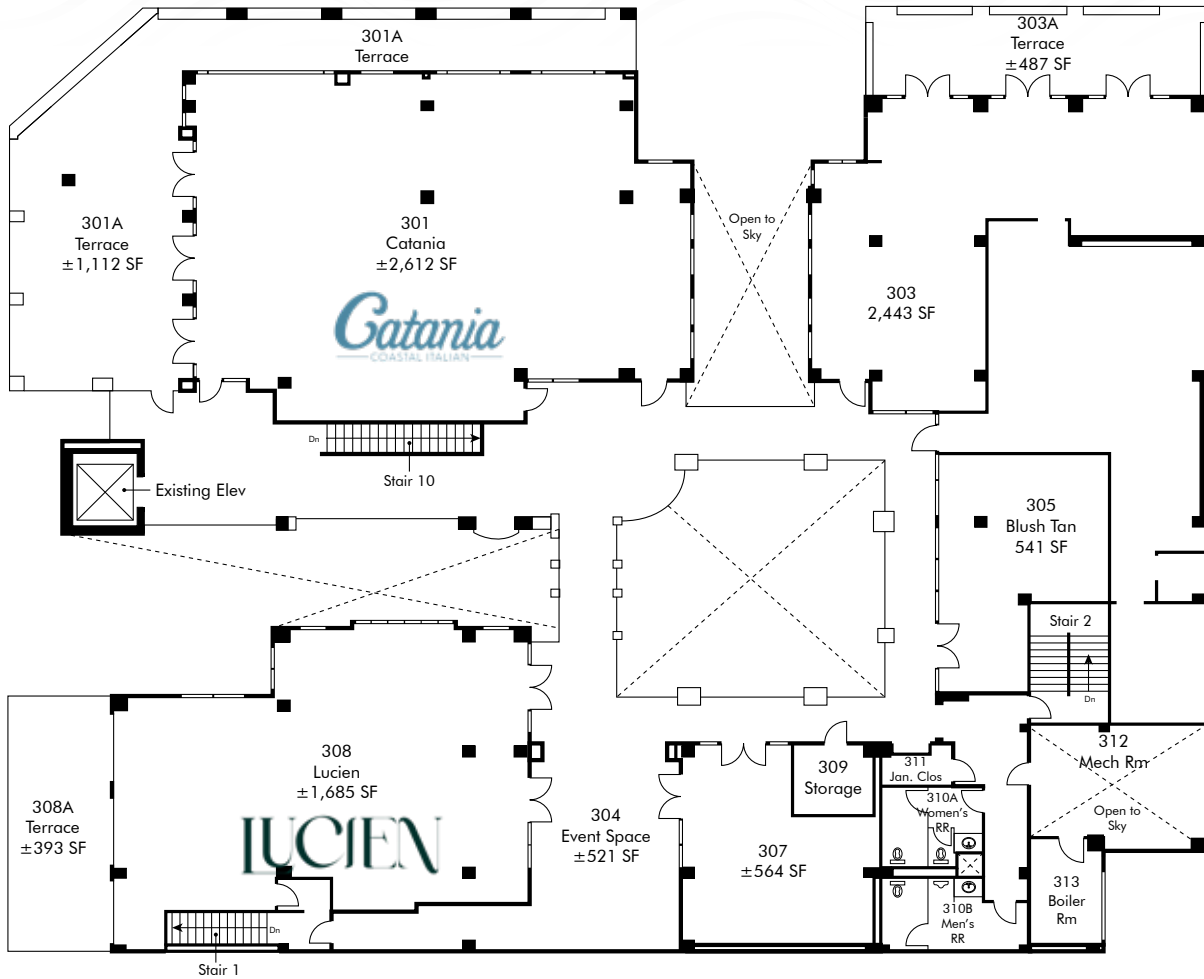 301A
Terrace
303A
Terrace
±487 SF
301A
Terrace
±1,112 SF
301
Catania
±2,612 SF
Catania
COASTAL ITALIAN
Open to
Sky
303
2,443 SF
Dn
Stair 10
Existing Elev
305
Blush Tan
541 SF
Stair 2
Dn
308
Lucien
±1,685 SF
LUCIEN
308A
Terrace
±393 SF
304
Event Space
±521 SF
309
Storage
307
±564 SF
311
Jan. Clos
310A
Women's
RR
310B
Men's
RR
312
Mech Rm
Open to
Sky
313
Boiler
Rm
Dn
Stair 1